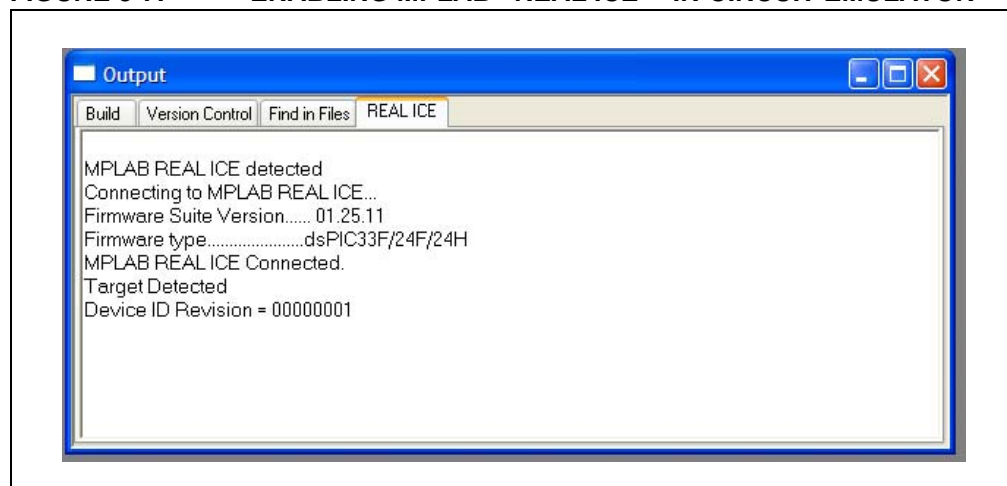 Output
Build Version Control Find in Files REAL ICE
MPLAB REAL ICE detected
Connecting to MPLAB REAL ICE...
Firmware Suite Version...... 01.25.11
Firmware type......................dsPIC33F/24F/24H
MPLAB REAL ICE Connected.
Target Detected
Device ID Revision = 00000001